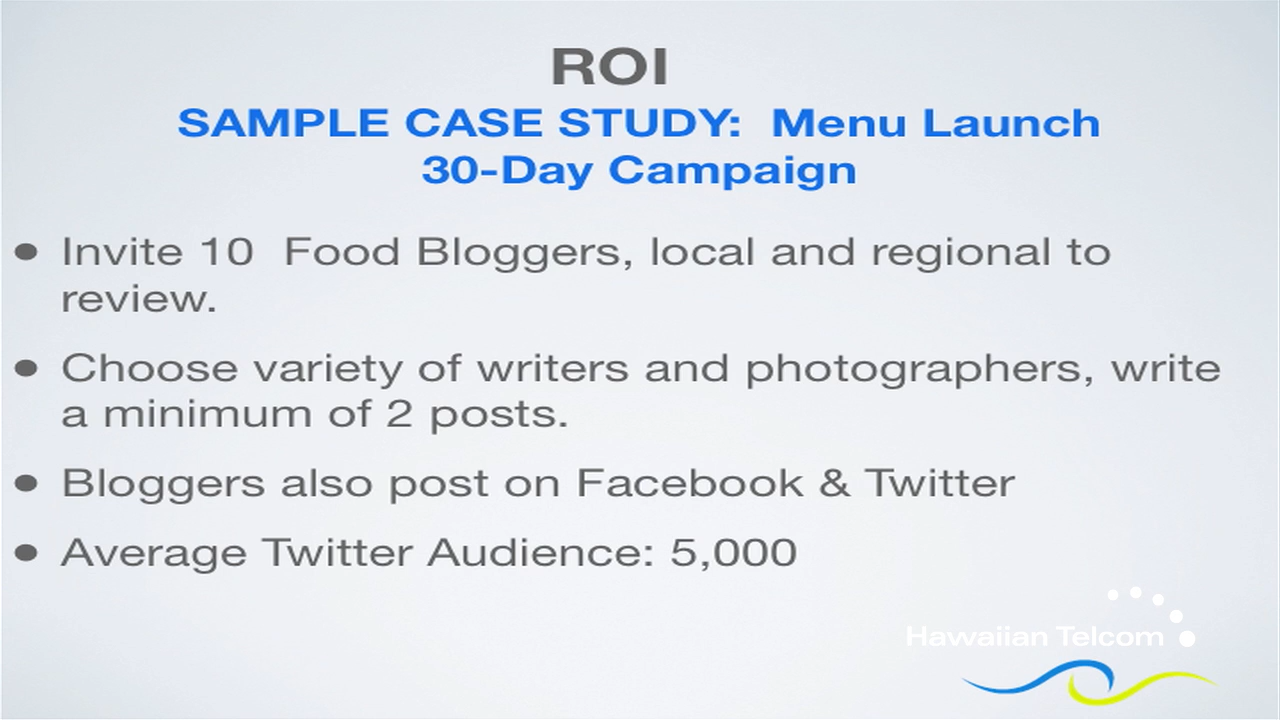 ROI
SAMPLE CASE STUDY:  Menu Launch
30-Day Campaign
● Invite 10  Food Bloggers, local and regional to
review.
● Choose variety of writers and photographers, write
a minimum of 2 posts.
● Bloggers also post on Facebook & Twitter
● Average Twitter Audience: 5,000
Hawaiian Telcom